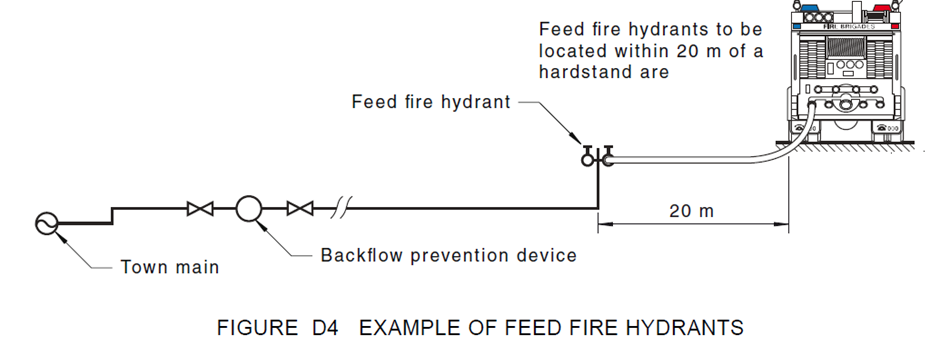 Feed fire hydrants to be
located within 20 m of a
hardstand are
FIRE BRIGADES
Feed fire hydrant
000
000
20 m
Town main
Backflow prevention device
FIGURE D4 EXAMPLE OF FEED FIRE HYDRANTS